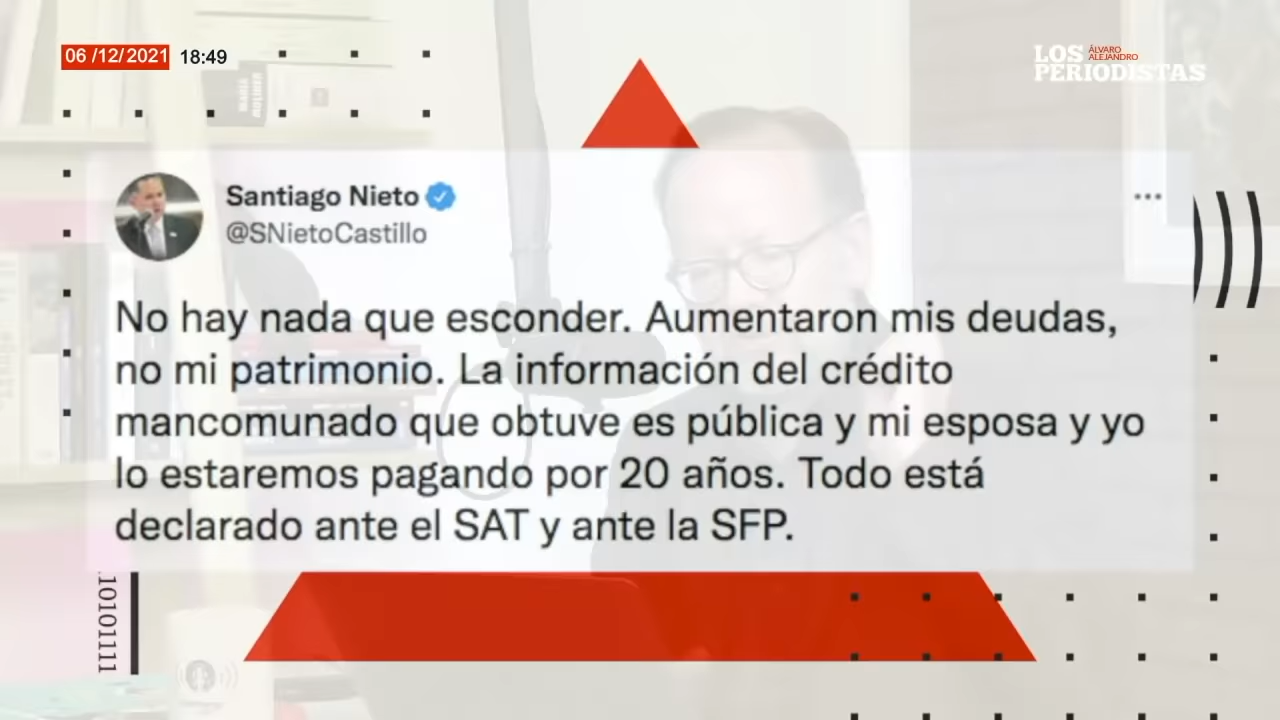 06 /12/2021 18:49
LOS ÁLVARO ALEJANDRO
PERIODISTAS
Santiago Nieto
@SNietoCastillo
No hay nada que esconder. Aumentaron mis deudas,
no mi patrimonio. La información del crédito
mancomunado que obtuve es pública y mi esposa y yo
lo estaremos pagando por 20 años. Todo está
declarado ante el SAT y ante la SFP.
10101111